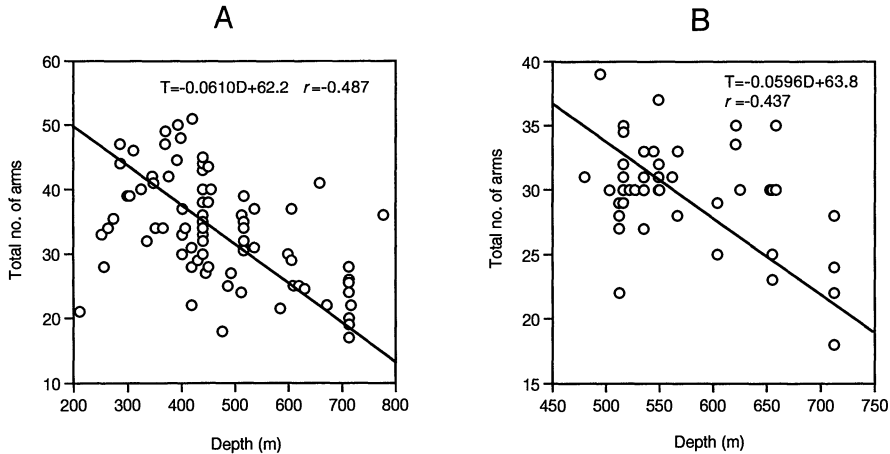 A
T=-0.0610D+62.2 r=-0.487
60
50
40
30
20
10
Total no. of arms
200 300 400 500 600 700 800
Depth (m)
B
T=-0.0596D+63.8
r=-0.437
40
35
30
25
20
15
Total no. of arms
450 500 550 600 650 700 750
Depth (m)